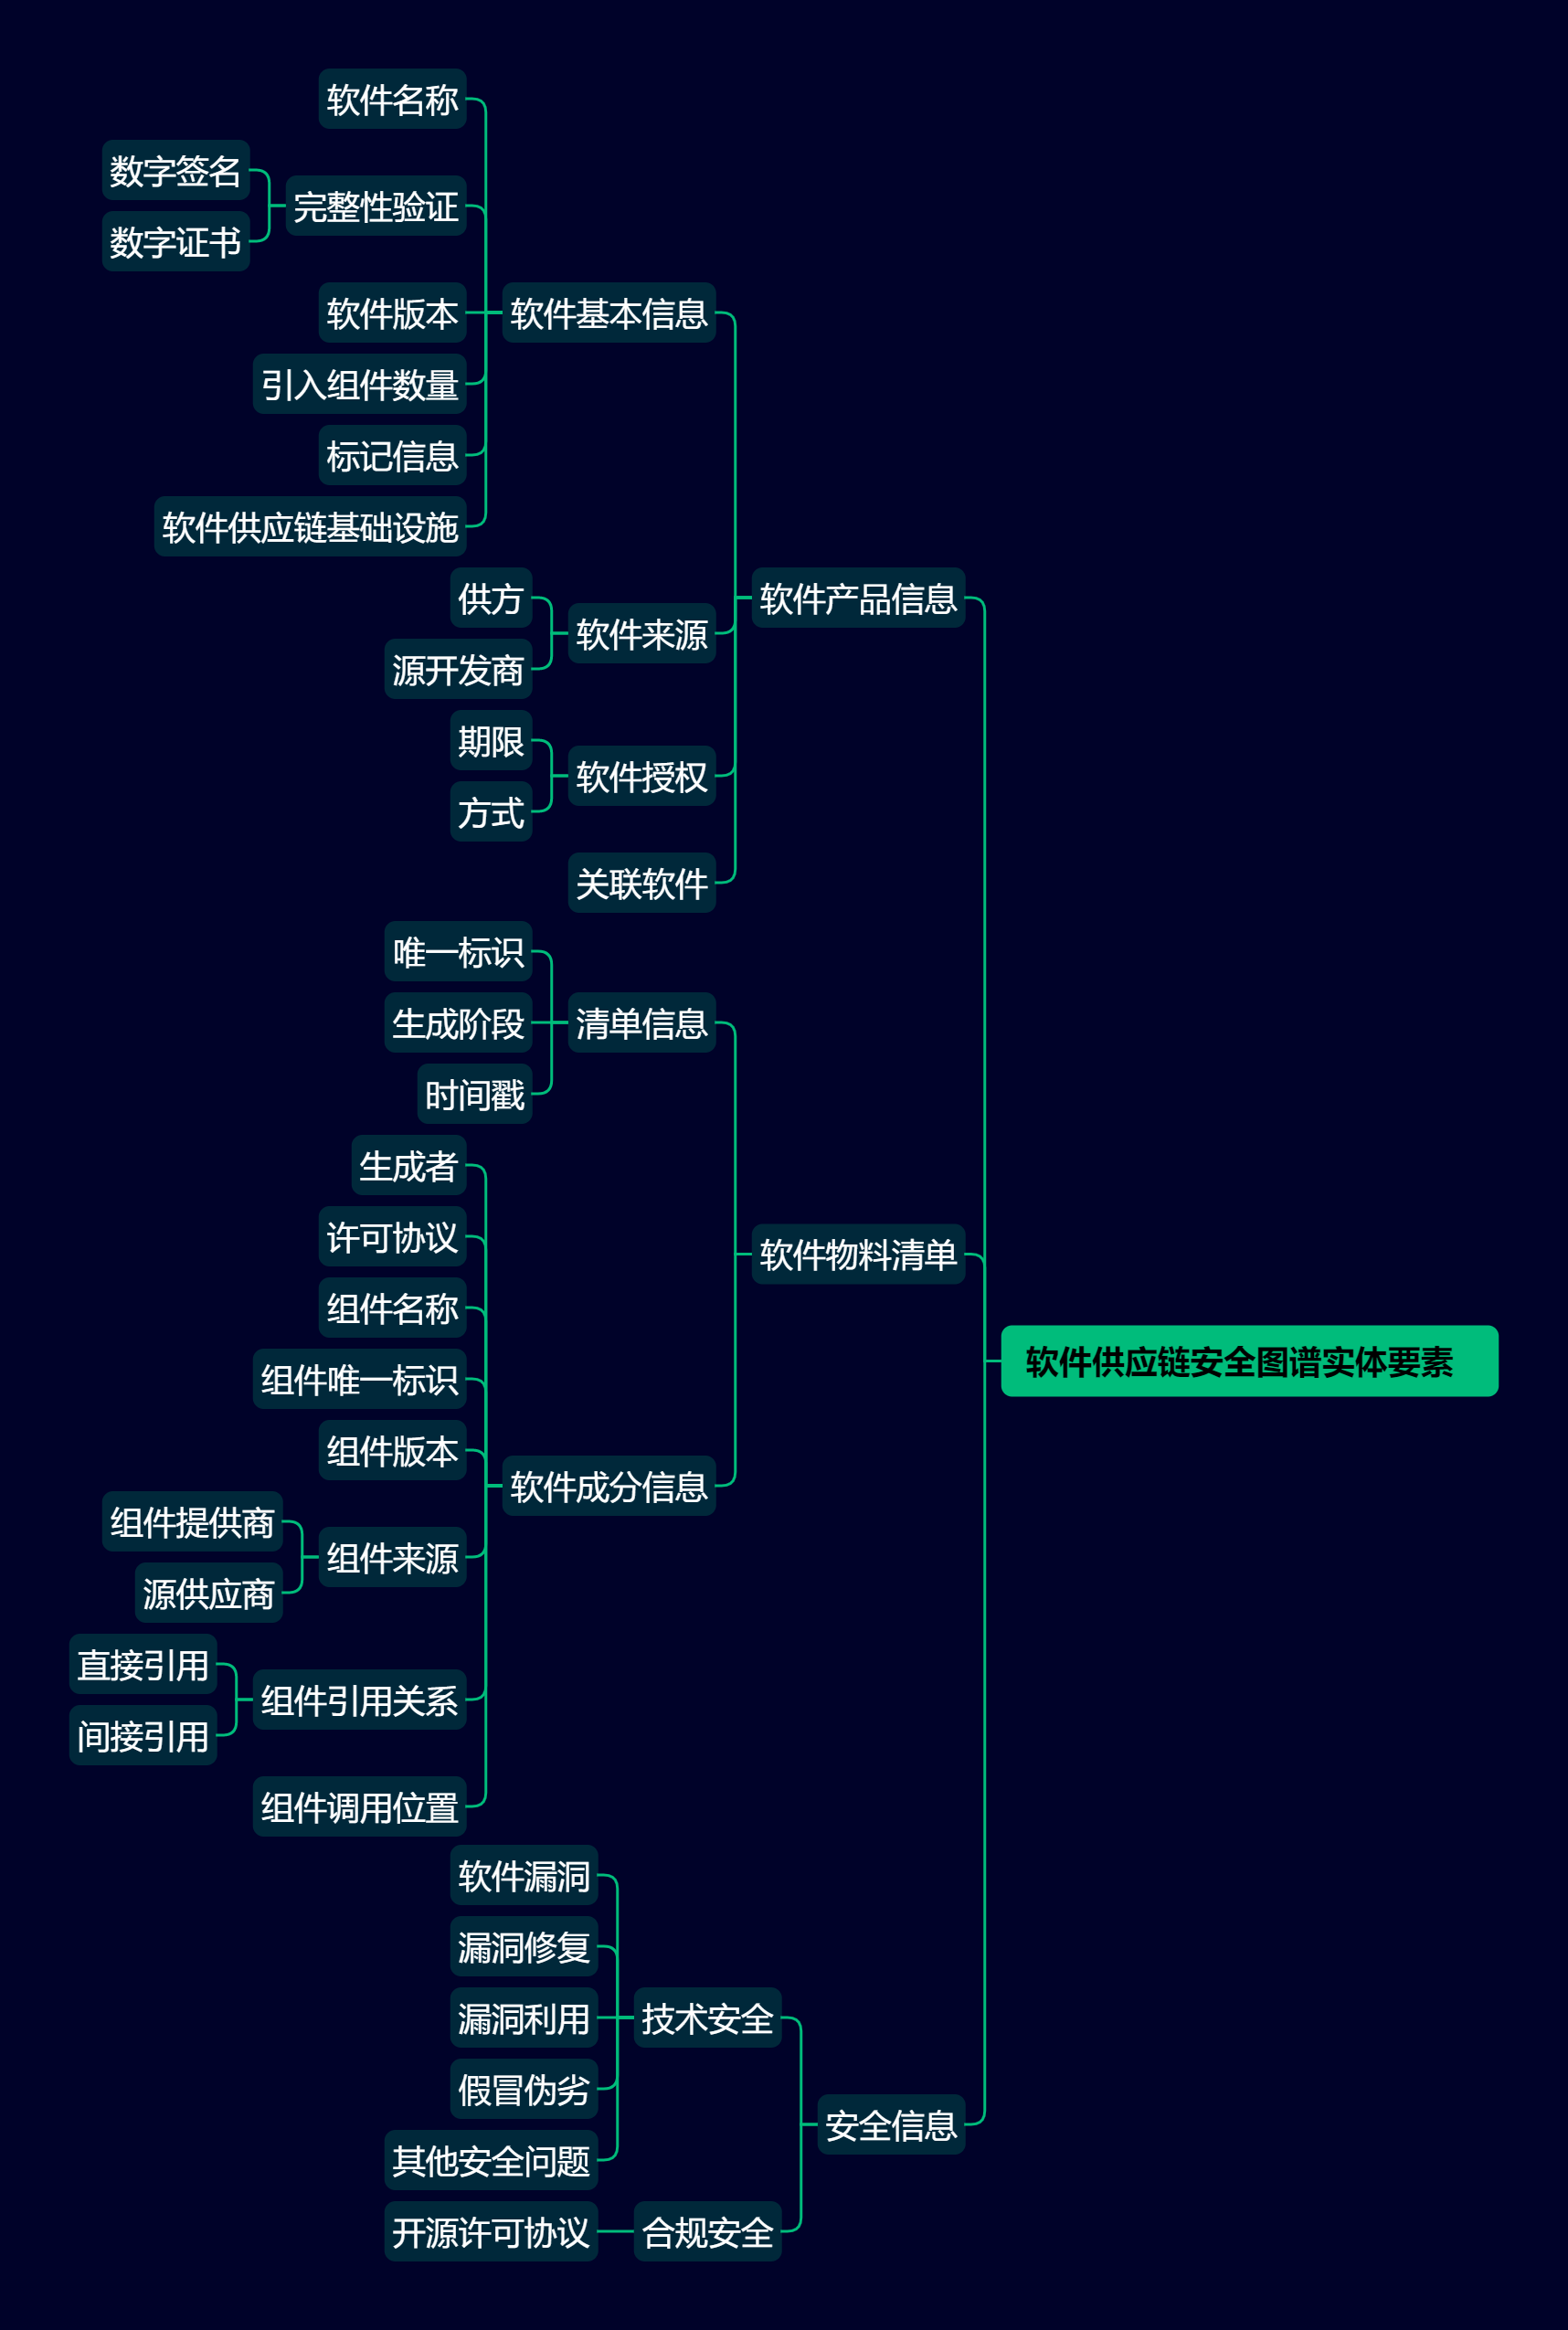 软件名称
数字签名
完整性验证
数字证书
软件版本
软件基本信息
引入组件数量
标记信息
软件供应链基础设施
供方
软件产品信息
软件来源
源开发商
期限
软件授权
方式
关联软件
唯一标识
生成阶段
清单信息
时间戳
生成者
许可协议
软件物料清单
组件名称
软件供应链安全图谱实体要素
组件唯一标识
组件版本
软件成分信息
组件提供商
组件来源
源供应商
直接引用
组件引用关系
间接引用
组件调用位置
软件漏洞
漏洞修复
漏洞利用
技术安全
假冒伪劣
安全信息
其他安全问题
开源许可协议
合规安全